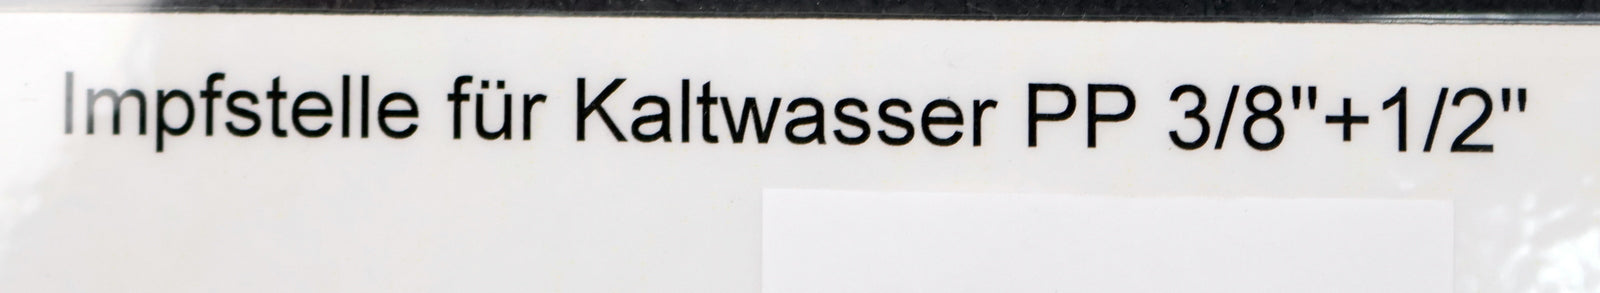 Impfstelle für Kaltwasser PP 3/8"+1/2"